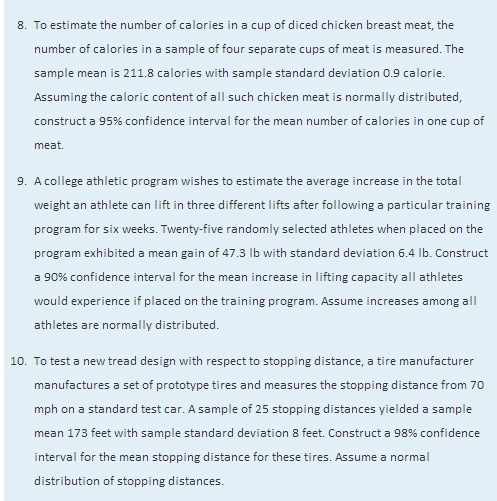 8. To estimate the number of calories in a cup of diced chicken breast meat, the
number of calories in a sample of four separate cups of meat is measured. The
sample mean is 211.8 calories with sample standard deviation 0.9 calorie.
Assuming the caloric content of all such chicken meat is normally distributed,
construct a 95% confidence interval for the mean number of calories in one cup of
meat.
9. A college athletic program wishes to estimate the average increase in the total
weight an athlete can lift in three different lifts after following a particular training
program for six weeks. Twenty-five randomly selected athletes when placed on the
program exhibited a mean gain of 47.3 lb with standard deviation 6.4 lb. Construct
a 90% confidence interval for the mean increase in lifting capacity all athletes
would experience if placed on the training program. Assume increases among all
athletes are normally distributed.
10. To test a new tread design with respect to stopping distance, a tire manufacturer
manufactures a set of prototype tires and measures the stopping distance from 70
mph on a standard test car. A sample of 25 stopping distances yielded a sample
mean 173 feet with sample standard deviation 8 feet. Construct a 98% confidence
interval for the mean stopping distance for these tires. Assume a normal
distribution of stopping distances.